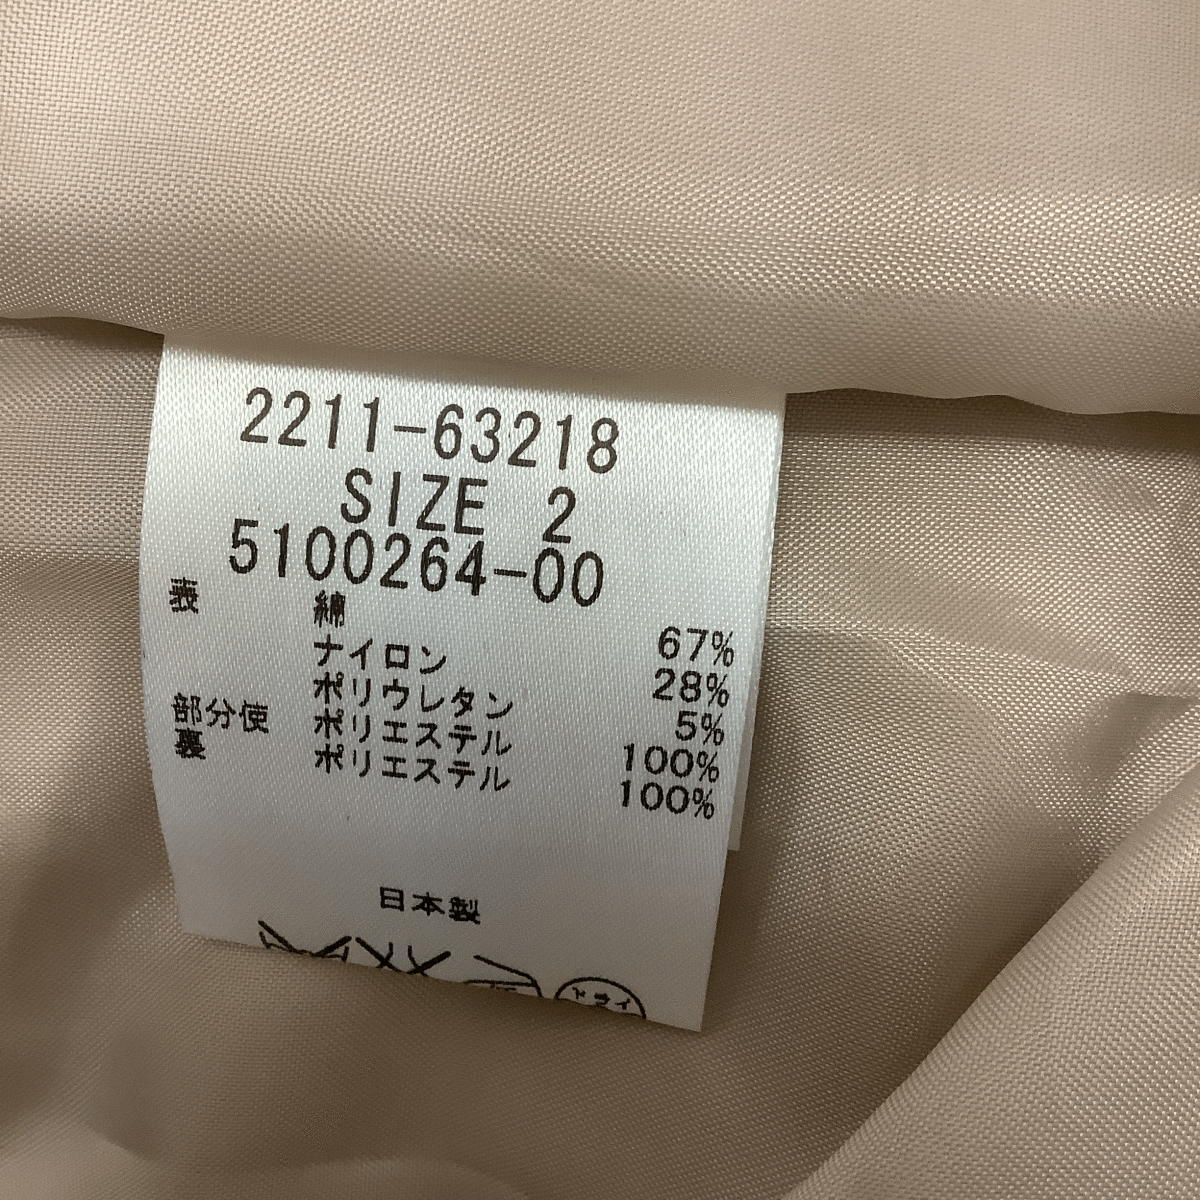 2211-63218
SIZE 2
5100264-00
表 綿 67%
ナイロン 28%
ポリウレタン 5%
部分使 ポリエステル 100%
裏 ポリエステル 100%
日本製
ドライ